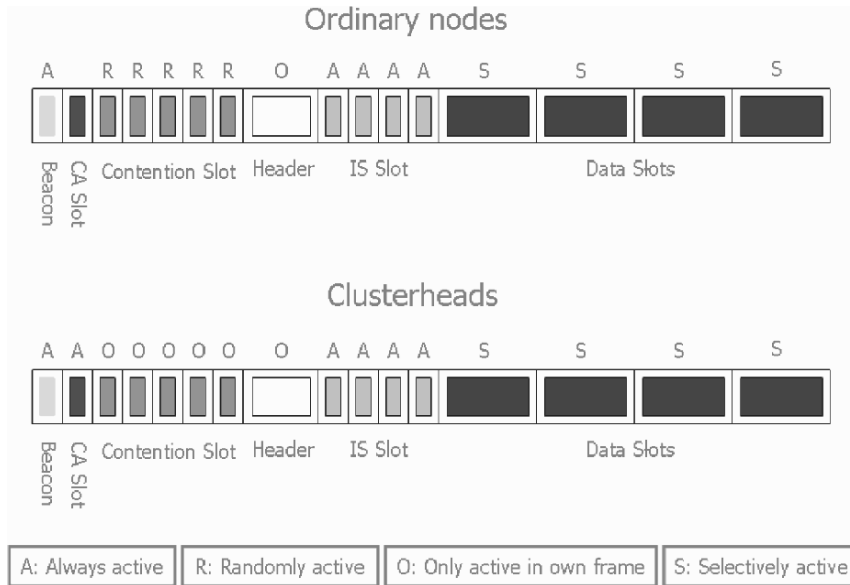 Ordinary nodes
A R R R R R O A A A A S S S S
Beacon CA Slot Contention Slot Header IS Slot Data Slots
Clusterheads
A A O O O O O O A A A A S S S S
Beacon CA Slot Contention Slot Header IS Slot Data Slots
A: Always active R: Randomly active O: Only active in own frame S: Selectively active